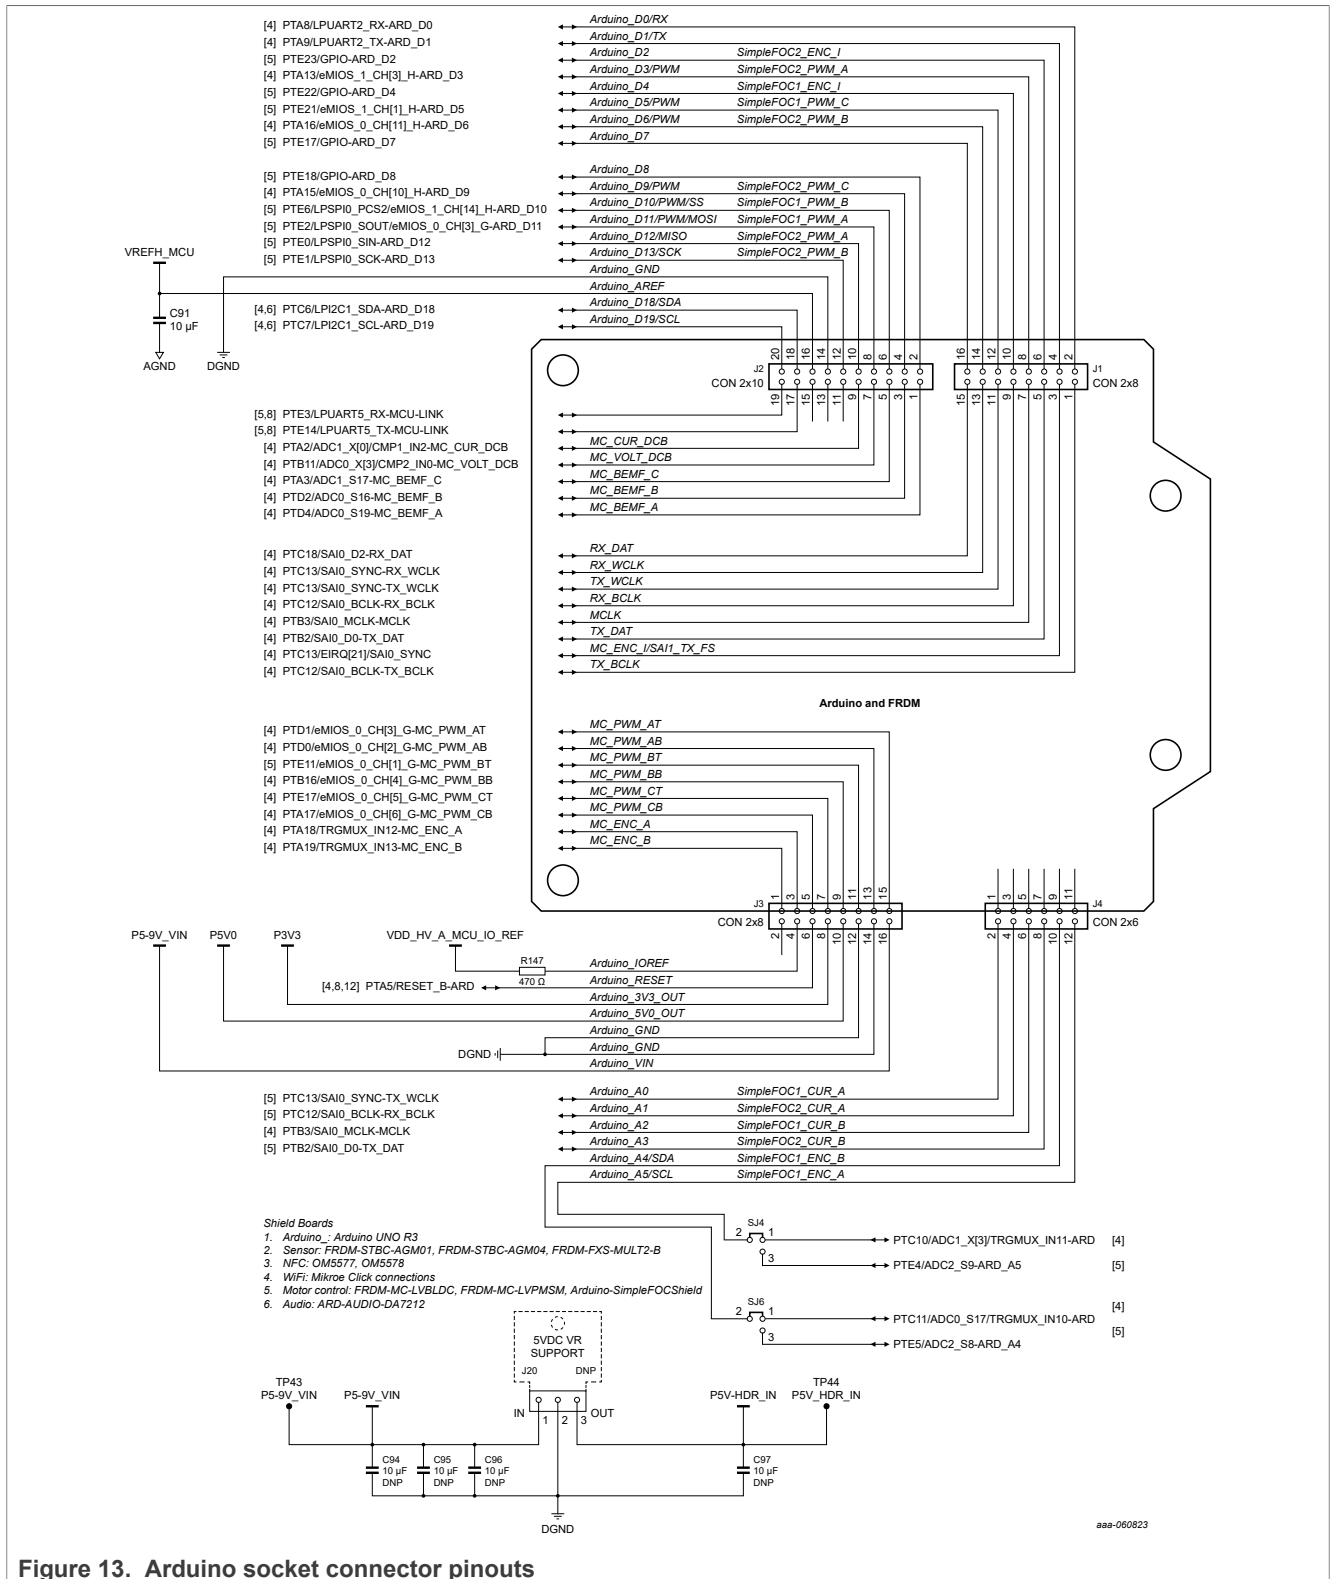 [4] PTA8/LPUART2_RX-ARD_D0 Arduino_D0/RX
[4] PTA9/LPUART2_TX-ARD_D1 Arduino_D1/TX
[5] PTE23/GPIO-ARD_D2 Arduino_D2 SimpleFOC2_ENC_I
[4] PTA13/eMIOS_1_CH[3]_H-ARD_D3 Arduino_D3/PWM SimpleFOC2_PWM_A
[5] PTE22/GPIO-ARD_D4 Arduino_D4 SimpleFOC1_ENC_I
[5] PTE21/eMIOS_1_CH[1]_H-ARD_D5 Arduino_D5/PWM SimpleFOC1_PWM_C
[4] PTA16/eMIOS_0_CH[11]_H-ARD_D6 Arduino_D6/PWM SimpleFOC2_PWM_B
[5] PTE17/GPIO-ARD_D7 Arduino_D7
[5] PTE18/GPIO-ARD_D8 Arduino_D8
[4] PTA15/eMIOS_0_CH[10]_H-ARD_D9 Arduino_D9/PWM SimpleFOC2_PWM_C
[5] PTE6/LPSPI0_PCS2/eMIOS_1_CH[14]_H-ARD_D10 Arduino_D10/PWM/SS SimpleFOC1_PWM_B
[5] PTE2/LPSPI0_SOUT/eMIOS_0_CH[3]_G-ARD_D11 Arduino_D11/PWM/MOSI SimpleFOC1_PWM_A
[5] PTE0/LPSPI0_SIN-ARD_D12 Arduino_D12/MISO SimpleFOC2_PWM_A
[5] PTE1/LPSPI0_SCK-ARD_D13 Arduino_D13/SCK SimpleFOC2_PWM_B
VREFH_MCU
Arduino_GND
Arduino_AREF
[4,6] PTC6/LPI2C1_SDA-ARD_D18 Arduino_D18/SDA
[4,6] PTC7/LPI2C1_SCL-ARD_D19 Arduino_D19/SCL
C91
10 µF
AGND DGND
20 18 16 14 12 10 8 6 4 2 16 14 12 10 8 6 4 2
J2 J1
CON 2x10 CON 2x8
19 17 15 13 11 9 7 5 3 1 15 13 11 9 7 5 3 1
[5,8] PTE3/LPUART5_RX-MCU-LINK
[5,8] PTE14/LPUART5_TX-MCU-LINK
[4] PTA2/ADC1_X[0]/CMP1_IN2-MC_CUR_DCB MC_CUR_DCB
[4] PTB11/ADC0_X[3]/CMP2_IN0-MC_VOLT_DCB MC_VOLT_DCB
[4] PTA3/ADC1_S17-MC_BEMF_C MC_BEMF_C
[4] PTD2/ADC0_S16-MC_BEMF_B MC_BEMF_B
[4] PTD4/ADC0_S19-MC_BEMF_A MC_BEMF_A
[4] PTC18/SAI0_D2-RX_DAT RX_DAT
[4] PTC13/SAI0_SYNC-RX_WCLK RX_WCLK
[4] PTC13/SAI0_SYNC-TX_WCLK TX_WCLK
[4] PTC12/SAI0_BCLK-RX_BCLK RX_BCLK
[4] PTB3/SAI0_MCLK-MCLK MCLK
[4] PTB2/SAI0_D0-TX_DAT TX_DAT
[4] PTC13/EIRQ[21]/SAI0_SYNC MC_ENC_I/SAI1_TX_FS
[4] PTC12/SAI0_BCLK-TX_BCLK TX_BCLK
Arduino and FRDM
[4] PTD1/eMIOS_0_CH[3]_G-MC_PWM_AT MC_PWM_AT
[4] PTD0/eMIOS_0_CH[2]_G-MC_PWM_AB MC_PWM_AB
[5] PTE11/eMIOS_0_CH[1]_G-MC_PWM_BT MC_PWM_BT
[4] PTB16/eMIOS_0_CH[4]_G-MC_PWM_BB MC_PWM_BB
[4] PTE17/eMIOS_0_CH[5]_G-MC_PWM_CT MC_PWM_CT
[4] PTA17/eMIOS_0_CH[6]_G-MC_PWM_CB MC_PWM_CB
[4] PTA18/TRGMUX_IN12-MC_ENC_A MC_ENC_A
[4] PTA19/TRGMUX_IN13-MC_ENC_B MC_ENC_B
1 3 5 7 9 11 13 15 1 3 5 7 9 11
J3 J4
CON 2x8 CON 2x6
2 4 6 8 10 12 14 16 2 4 6 8 10 12
P5-9V_VIN P5V0 P3V3 VDD_HV_A_MCU_IO_REF
R147 Arduino_IOREF
470 Ω
[4,8,12] PTA5/RESET_B-ARD Arduino_RESET
Arduino_3V3_OUT
Arduino_5V0_OUT
Arduino_GND
DGND Arduino_GND
Arduino_VIN
[5] PTC13/SAI0_SYNC-TX_WCLK Arduino_A0 SimpleFOC1_CUR_A
[5] PTC12/SAI0_BCLK-RX_BCLK Arduino_A1 SimpleFOC2_CUR_A
[4] PTB3/SAI0_MCLK-MCLK Arduino_A2 SimpleFOC1_CUR_B
[5] PTB2/SAI0_D0-TX_DAT Arduino_A3 SimpleFOC2_CUR_B
Arduino_A4/SDA SimpleFOC1_ENC_B
Arduino_A5/SCL SimpleFOC1_ENC_A
Shield Boards
1. Arduino_: Arduino UNO R3
2. Sensor: FRDM-STBC-AGM01, FRDM-STBC-AGM04, FRDM-FXS-MULT2-B
3. NFC: OM5577, OM5578
4. WiFi: Mikroe Click connections
5. Motor control: FRDM-MC-LVBLDC, FRDM-MC-LVPMSM, Arduino-SimpleFOCShield
6. Audio: ARD-AUDIO-DA7212
SJ4
2 1 PTC10/ADC1_X[3]/TRGMUX_IN11-ARD [4]
3 PTE4/ADC2_S9-ARD_A5 [5]
SJ6 [4]
2 1 PTC11/ADC0_S17/TRGMUX_IN10-ARD
3 [5]
PTE5/ADC2_S8-ARD_A4
5VDC VR
SUPPORT
J20 DNP
TP43 TP44
P5-9V_VIN P5-9V_VIN P5V-HDR_IN P5V_HDR_IN
IN 1 2 3 OUT
C94 C95 C96 C97
10 µF 10 µF 10 µF 10 µF
DNP DNP DNP DNP
DGND
aaa-060823
Figure 13. Arduino socket connector pinouts